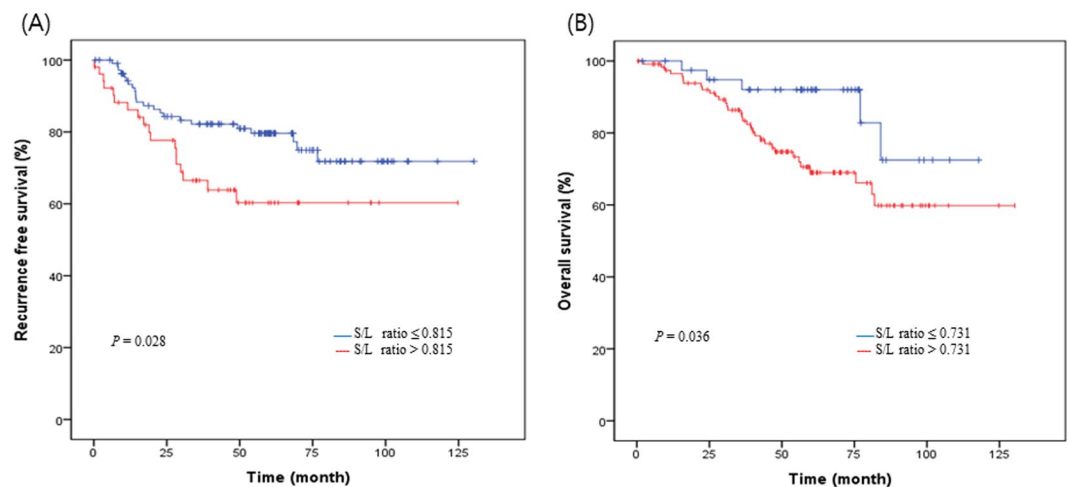 (A)
Recurrence free survival (%)
100
80
60
40
20
0
P = 0.028
S/L ratio ≤ 0.815
S/L ratio > 0.815
0 25 50 75 100 125
Time (month)
(B)
Overall survival (%)
100
80
60
40
20
0
P = 0.036
S/L ratio ≤ 0.731
S/L ratio > 0.731
0 25 50 75 100 125
Time (month)